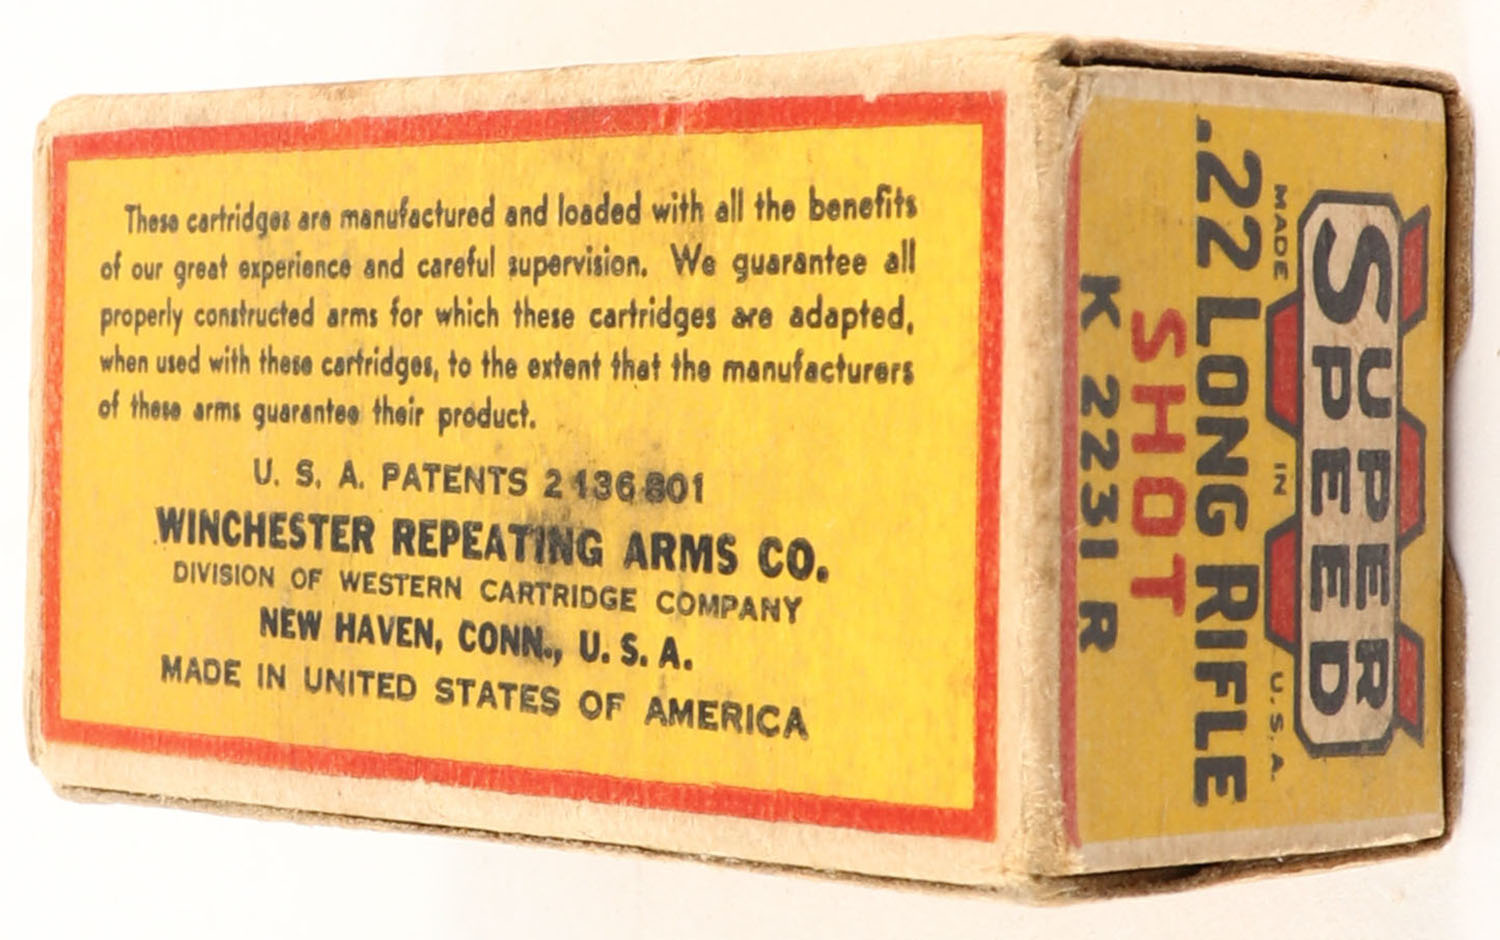 These cartridges are manufactured and loaded with all the benefits
of our great experience and careful supervision. We guarantee all
properly constructed arms for which these cartridges are adapted,
when used with these cartridges, to the extent that the manufacturers
of these arms guarantee their product.
U. S. A. PATENTS 2136801
WINCHESTER REPEATING ARMS CO.
DIVISION OF WESTERN CARTRIDGE COMPANY
NEW HAVEN, CONN., U. S. A.
MADE IN UNITED STATES OF AMERICA
SUPER
SPEED
MADE IN U.S.A.
.22 LONG RIFLE
SHOT
K 2231 R